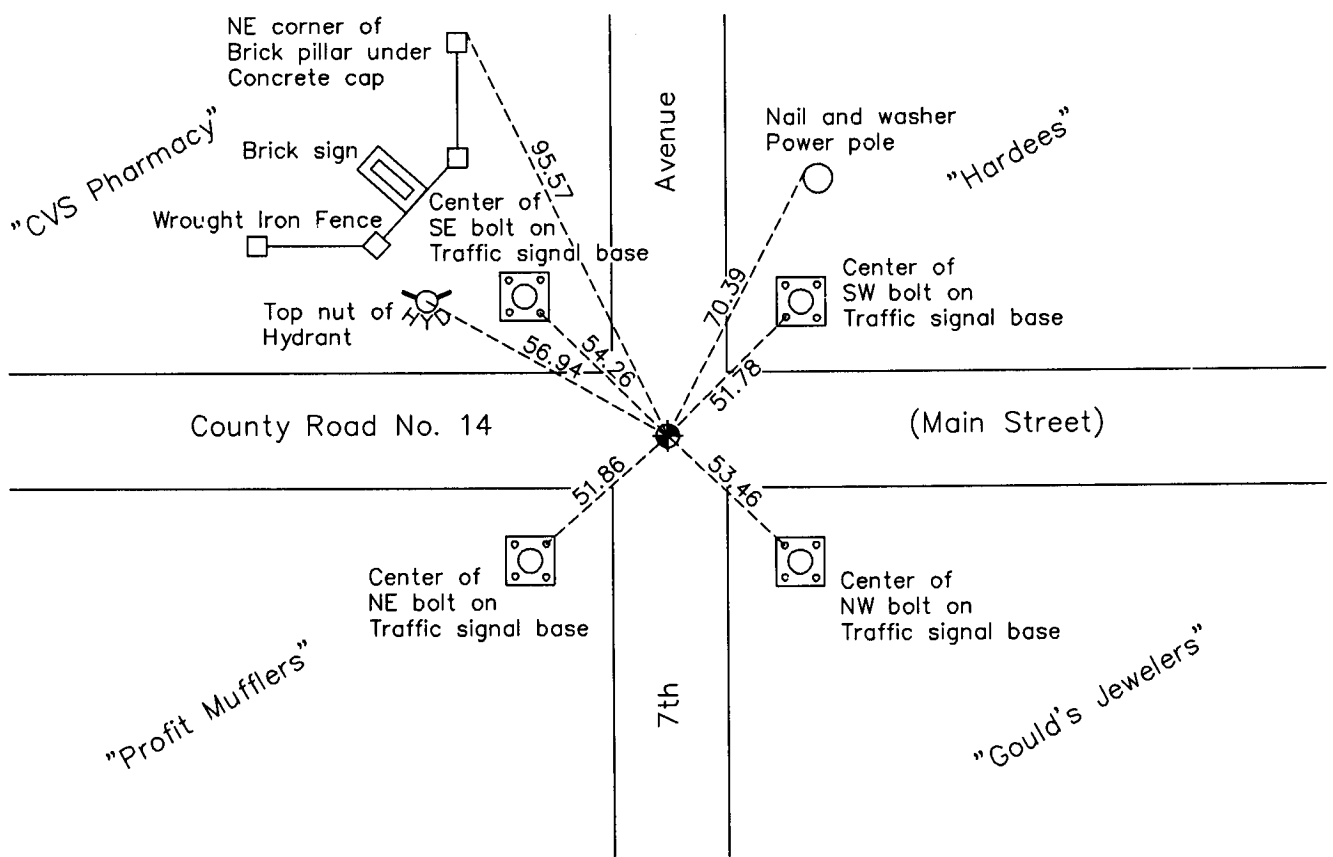 NE corner of
Brick pillar under
Concrete cap
"CVS Pharmacy"
Brick sign
Wrought Iron Fence
Center of
SE bolt on
Traffic signal base
Top nut of
Hydrant
HYD
95.57
Avenue
Nail and washer
Power pole
"Hardees"
70.39
Center of
SW bolt on
Traffic signal base
56.94
54.26
51.78
County Road No. 14
(Main Street)
51.86
53.46
Center of
NE bolt on
Traffic signal base
Center of
NW bolt on
Traffic signal base
"Profit Mufflers"
7th
"Gould's Jewelers"